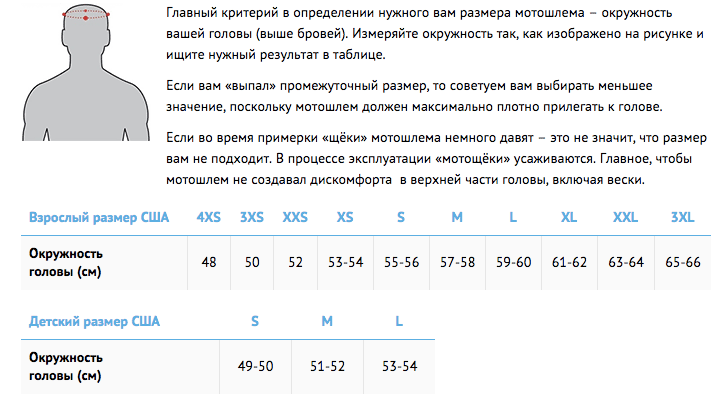 Главный критерий в определении нужного вам размера мотошлема – окружность
вашей головы (выше бровей). Измеряйте окружность так, как изображено на рисунке и
ищите нужный результат в таблице.
Если вам «выпал» промежуточный размер, то советуем вам выбирать меньшее
значение, поскольку мотошлем должен максимально плотно прилегать к голове.
Если во время примерки «щёки» мотошлема немного давят – это не значит, что размер
вам не подходит. В процессе эксплуатации «мотощёки» усаживаются. Главное, чтобы
мотошлем не создавал дискомфорта в верхней части головы, включая вески.
Взрослый размер США 4XS 3XS XXS XS S M L XL XXL 3XL
Окружность
головы (см) 48 50 52 53-54 55-56 57-58 59-60 61-62 63-64 65-66
Детский размер США S M L
Окружность
головы (см) 49-50 51-52 53-54